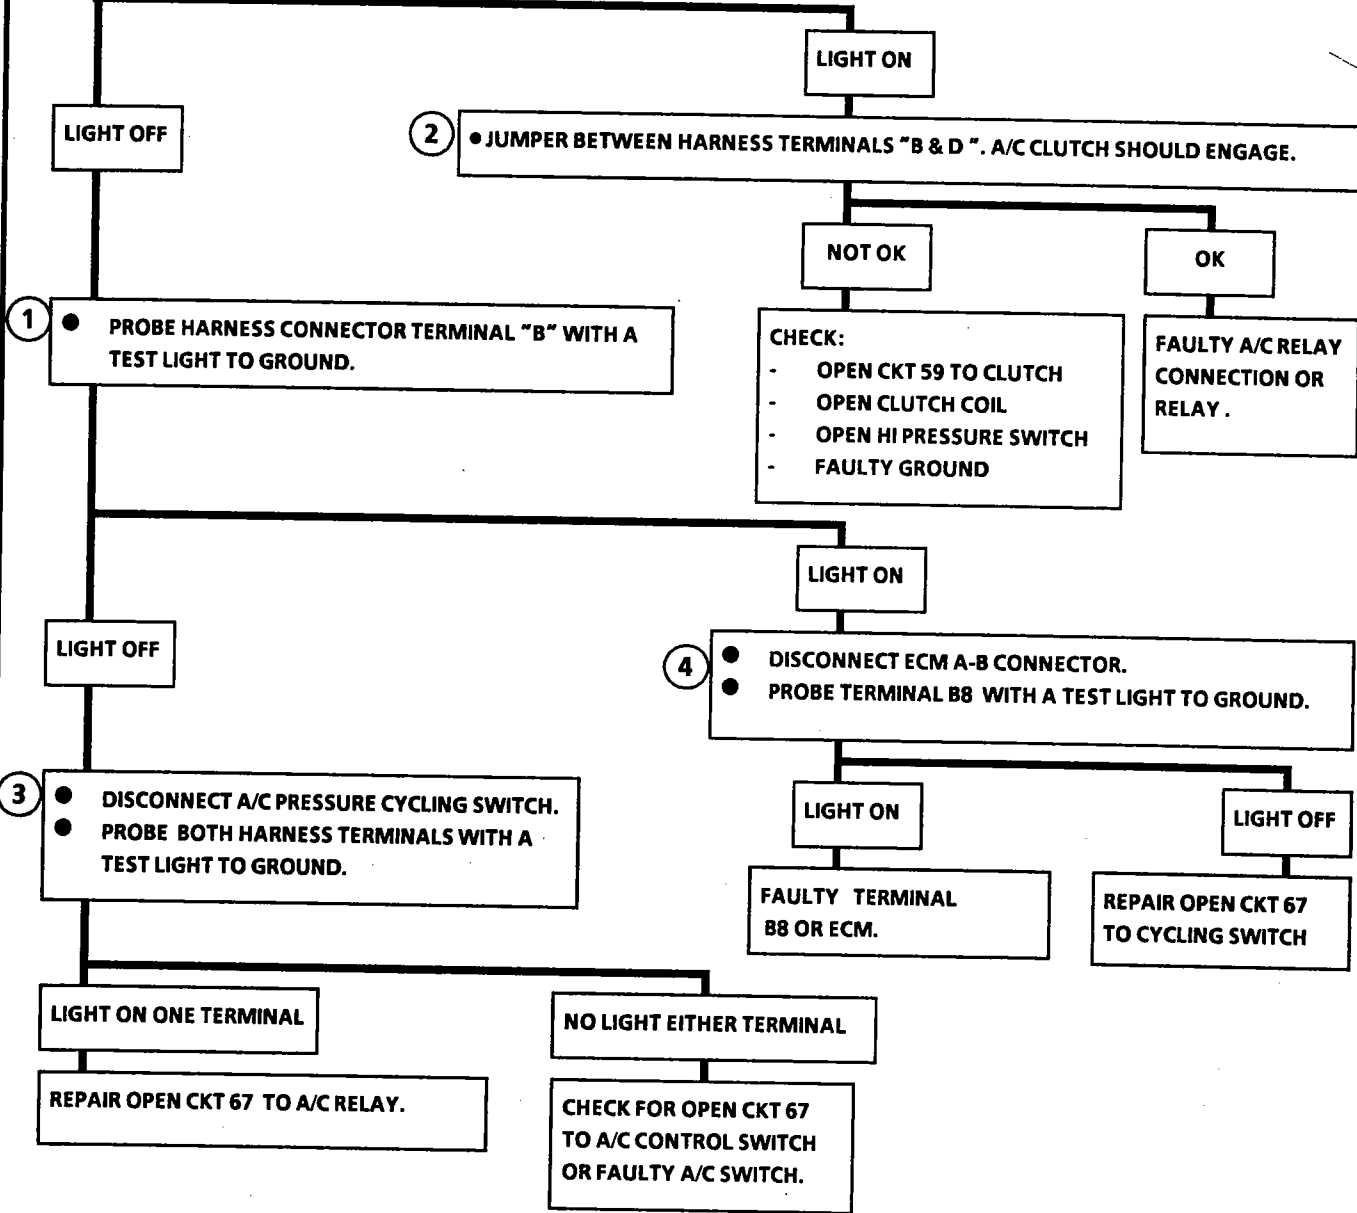 LIGHT ON
LIGHT OFF
2
● JUMPER BETWEEN HARNESS TERMINALS "B & D ". A/C CLUTCH SHOULD ENGAGE.
NOT OK
OK
1
● PROBE HARNESS CONNECTOR TERMINAL "B" WITH A
TEST LIGHT TO GROUND.
CHECK:
- OPEN CKT 59 TO CLUTCH
- OPEN CLUTCH COIL
- OPEN HI PRESSURE SWITCH
- FAULTY GROUND
FAULTY A/C RELAY
CONNECTION OR
RELAY .
LIGHT ON
LIGHT OFF
4
● DISCONNECT ECM A-B CONNECTOR.
● PROBE TERMINAL B8 WITH A TEST LIGHT TO GROUND.
3
● DISCONNECT A/C PRESSURE CYCLING SWITCH.
● PROBE BOTH HARNESS TERMINALS WITH A
TEST LIGHT TO GROUND.
LIGHT ON
LIGHT OFF
FAULTY TERMINAL
B8 OR ECM.
REPAIR OPEN CKT 67
TO CYCLING SWITCH
LIGHT ON ONE TERMINAL
NO LIGHT EITHER TERMINAL
REPAIR OPEN CKT 67 TO A/C RELAY.
CHECK FOR OPEN CKT 67
TO A/C CONTROL SWITCH
OR FAULTY A/C SWITCH.